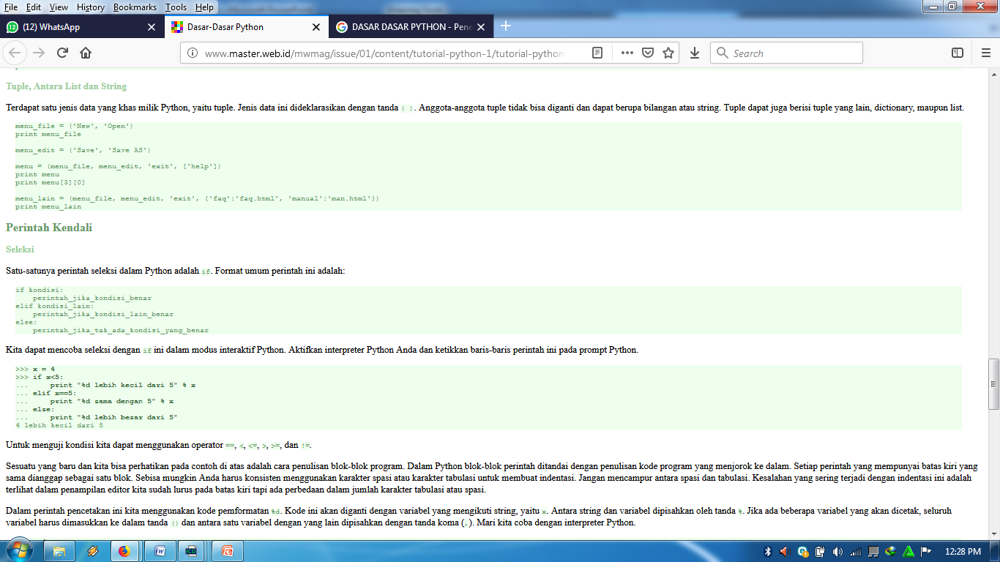 File Edit View History Bookmarks Tools Help
(12) WhatsApp
Dasar-Dasar Python
DASAR DASAR PYTHON - Pene
www.master.web.id/mwmag/issue/01/content/tutorial-python-1/tutorial-python
Search
Tuple, Antara List dan String
Terdapat satu jenis data yang khas milik Python, yaitu tuple. Jenis data ini dideklarasikan dengan tanda ( ). Anggota-anggota tuple tidak bisa diganti dan dapat berupa bilangan atau string. Tuple dapat juga berisi tuple yang lain, dictionary, maupun list.
menu_file = ('New', 'Open')
print menu_file
menu_edit = ('Save', 'Save AS')
menu = (menu_file, menu_edit, 'exit', ['help'])
print menu
print menu[3][0]
menu_lain = (menu_file, menu_edit, 'exit', {'faq':'faq.html', 'manual':'man.html'})
print menu_lain
Perintah Kendali
Seleksi
Satu-satunya perintah seleksi dalam Python adalah if. Format umum perintah ini adalah:
if kondisi:
    perintah_jika_kondisi_benar
elif kondisi_lain:
    perintah_jika_kondisi_lain_benar
else:
    perintah_jika_tak_ada_kondisi_yang_benar
Kita dapat mencoba seleksi dengan if ini dalam modus interaktif Python. Aktifkan interpreter Python Anda dan ketikkan baris-baris perintah ini pada prompt Python.
>>> x = 4
>>> if x<5:
...     print "%d lebih kecil dari 5" % x
... elif x==5:
...     print "%d sama dengan 5" % x
... else:
...     print "%d lebih besar dari 5"
4 lebih kecil dari 5
Untuk menguji kondisi kita dapat menggunakan operator ==, <, <=, >, >=, dan !=.
Sesuatu yang baru dan kita bisa perhatikan pada contoh di atas adalah cara penulisan blok-blok program. Dalam Python blok-blok perintah ditandai dengan penulisan kode program yang menjorok ke dalam. Setiap perintah yang mempunyai batas kiri yang
sama dianggap sebagai satu blok. Sebisa mungkin Anda harus konsisten menggunakan karakter spasi atau karakter tabulasi untuk membuat indentasi. Jangan mencampur antara spasi dan tabulasi. Kesalahan yang sering terjadi dengan indentasi ini adalah
terlihat dalam penampilan editor kita sudah lurus pada batas kiri tapi ada perbedaan dalam jumlah karakter tabulasi atau spasi.
Dalam perintah pencetakan ini kita menggunakan kode pemformatan %d. Kode ini akan diganti dengan variabel yang mengikuti string, yaitu x. Antara string dan variabel dipisahkan oleh tanda %. Jika ada beberapa variabel yang akan dicetak, seluruh
variabel harus dimasukkan ke dalam tanda () dan antara satu variabel dengan yang lain dipisahkan dengan tanda koma (,). Mari kita coba dengan interpreter Python.
12:28 PM